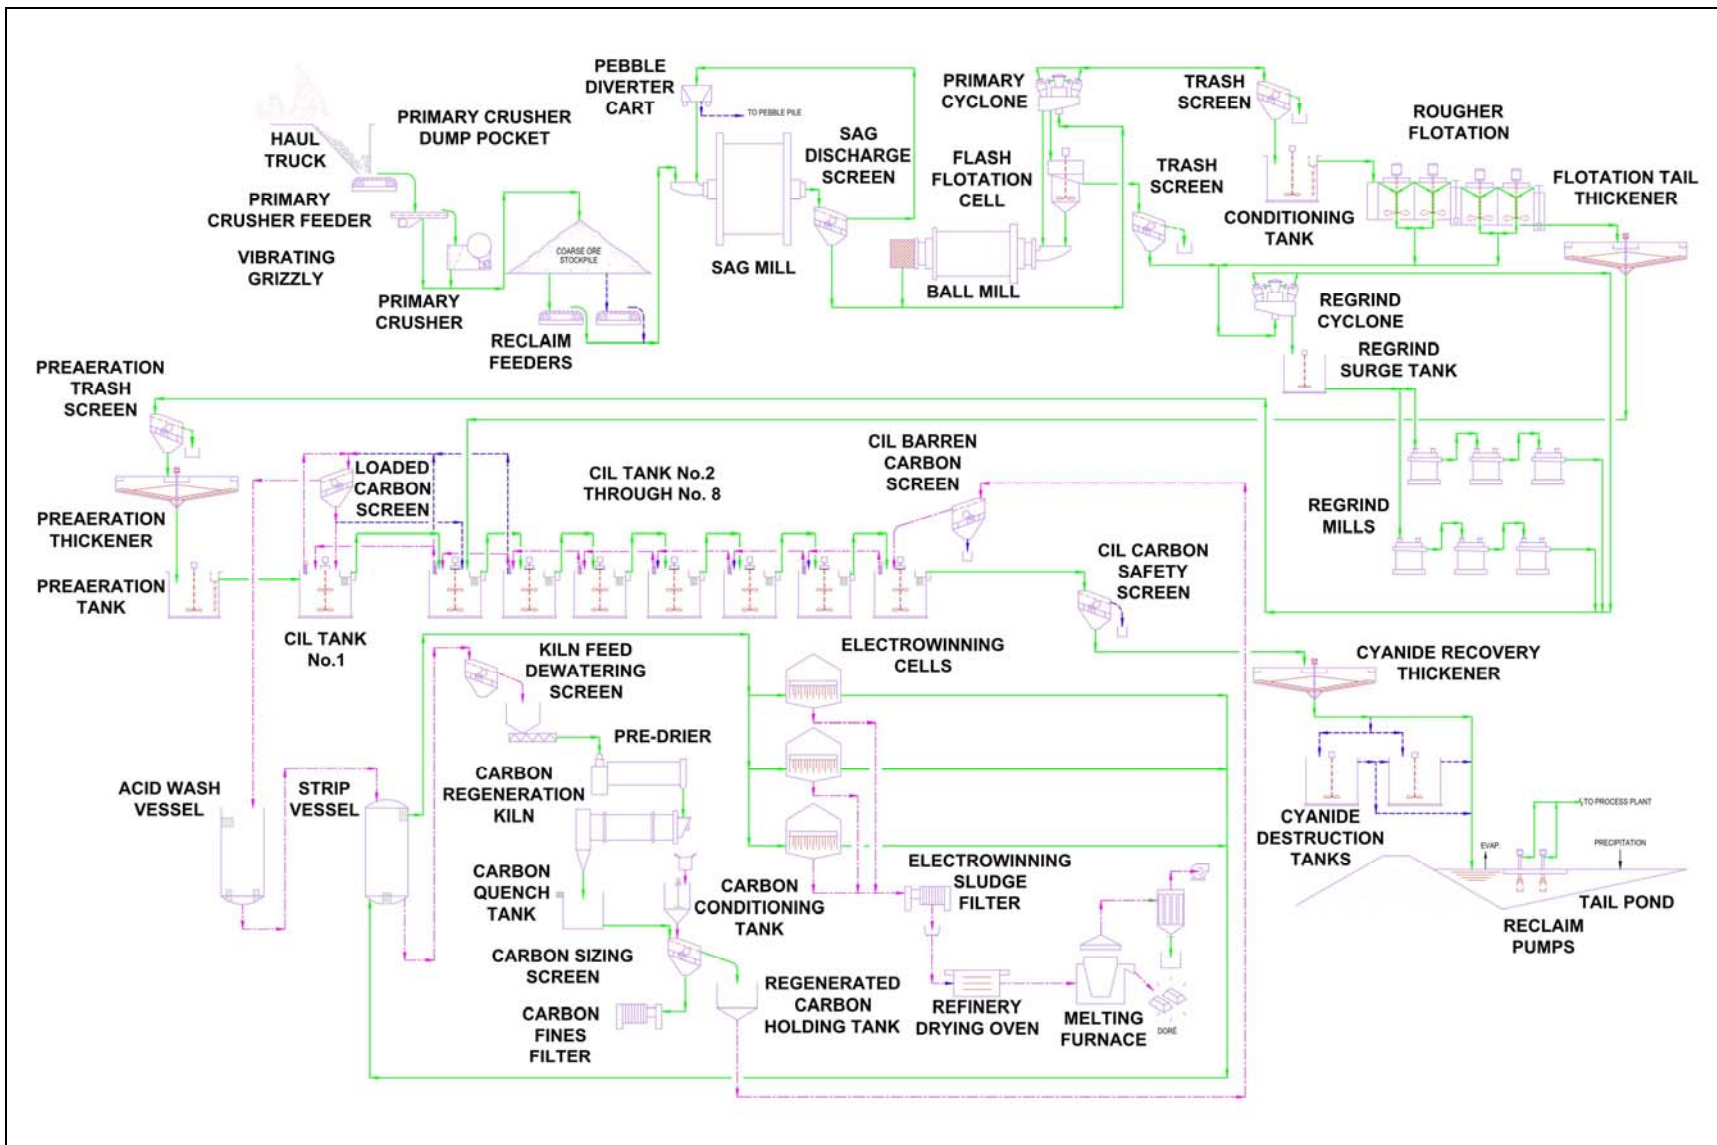 PEBBLE
DIVERTER
CART
TO PEBBLE PILE
PRIMARY
CYCLONE
TRASH
SCREEN
ROUGHER
FLOTATION
HAUL
TRUCK
PRIMARY CRUSHER
DUMP POCKET
SAG
DISCHARGE
SCREEN
FLASH
FLOTATION
CELL
TRASH
SCREEN
FLOTATION TAIL
THICKENER
PRIMARY
CRUSHER FEEDER
CONDITIONING
TANK
VIBRATING
GRIZZLY
COARSE ORE
STOCKPILE
SAG MILL
BALL MILL
PRIMARY
CRUSHER
RECLAIM
FEEDERS
REGRIND
CYCLONE
REGRIND
SURGE TANK
PREAERATION
TRASH
SCREEN
LOADED
CARBON
SCREEN
CIL TANK No.2
THROUGH No. 8
CIL BARREN
CARBON
SCREEN
REGRIND
MILLS
PREAERATION
THICKENER
PREAERATION
TANK
CIL CARBON
SAFETY
SCREEN
CIL TANK
No.1
KILN FEED
DEWATERING
SCREEN
ELECTROWINNING
CELLS
CYANIDE RECOVERY
THICKENER
PRE-DRIER
ACID WASH
VESSEL
STRIP
VESSEL
CARBON
REGENERATION
KILN
CYANIDE
DESTRUCTION
TANKS
TO PROCESS PLANT
EVAP.
PRECIPITATION
CARBON
QUENCH
TANK
CARBON
CONDITIONING
TANK
ELECTROWINNING
SLUDGE
FILTER
TAIL POND
RECLAIM
PUMPS
CARBON SIZING
SCREEN
REGENERATED
CARBON
HOLDING TANK
REFINERY
DRYING OVEN
MELTING
FURNACE
DORÉ
CARBON
FINES
FILTER